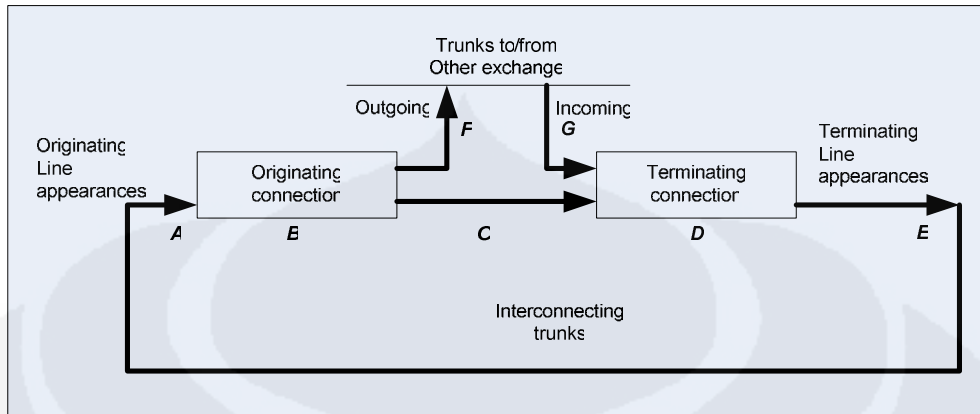 Trunks to/from
Other exchange
Outgoing
Incoming
F
G
Originating
Line
appearances
Originating
connection
Terminating
connection
Terminating
Line
appearances
A
B
C
D
E
Interconnecting
trunks